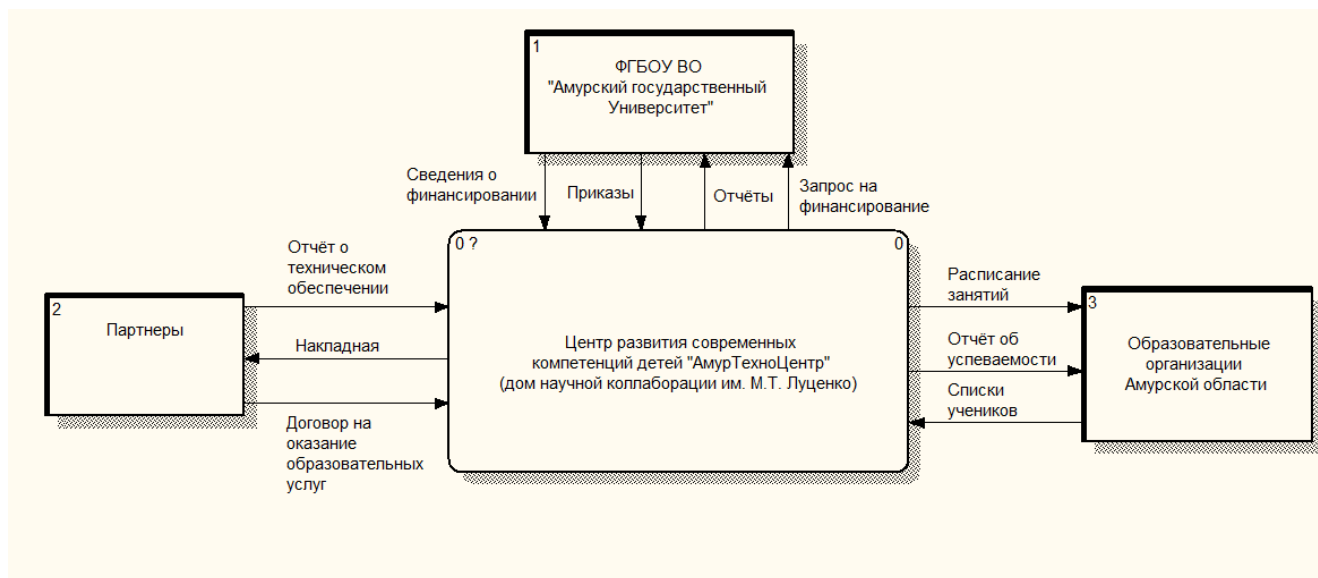 1
ФГБОУ ВО
"Амурский государственный
Университет"
Сведения о
финансировании
Приказы
Отчёты
Запрос на
финансирование
0 ?
0
Отчёт о
техническом
обеспечении
2
Партнеры
Накладная
Договор на
оказание
образовательных
услуг
Центр развития современных
компетенций детей "АмурТехноЦентр"
(дом научной коллаборации им. М.Т. Луценко)
Расписание
занятий
Отчёт об
успеваемости
Списки
учеников
3
Образовательные
организации
Амурской области